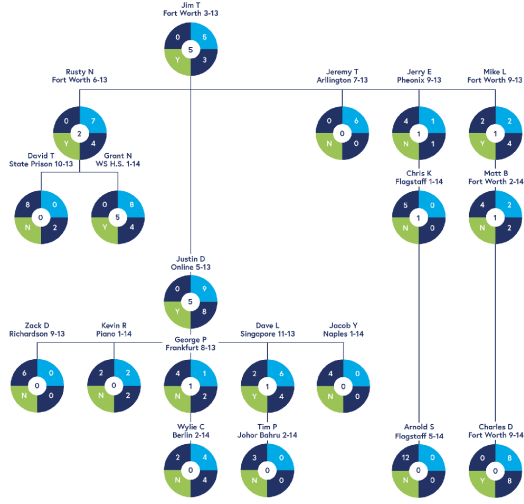 Jim T
Fort Worth 3-13
0 5
5
Y 3
Rusty N
Fort Worth 6-13
0 7
2
Y 4
Jeremy T
Arilington 7-13
0 6
0
N 0
Jerry E
Pheonix 9-13
4 1
1
N 1
Mike L
Fort Worth 9-13
0 2
1
Y 4
David T
State Prison 10-13
8 0
0
N 2
Grant N
WS H.S. 1-14
0 8
5
Y 4
Chris K
Flagstaff 1-14
5 0
1
N 0
Matt B
Fort Worth 2-14
4 2
1
N 2
Justin D
Online 5-13
0 9
5
Y 8
Zack D
Richardson 9-13
6 0
0
N 0
Kevin R
Piano 1-14
2 2
0
N 2
George P
Frankfurt 8-13
4 1
1
N 2
Dave L
Singapore 11-13
2 6
1
Y 4
Jacob Y
Naples 1-14
4 0
0
N 0
Wylie C
Berlin 2-14
2 4
0
N 4
Tim P
Johor Bahru 2-14
3 0
0
N 0
Arnold S
Flagstaff 5-14
12 0
0
N 0
Charles D
Fort Worth 9-14
0 8
0
Y 8